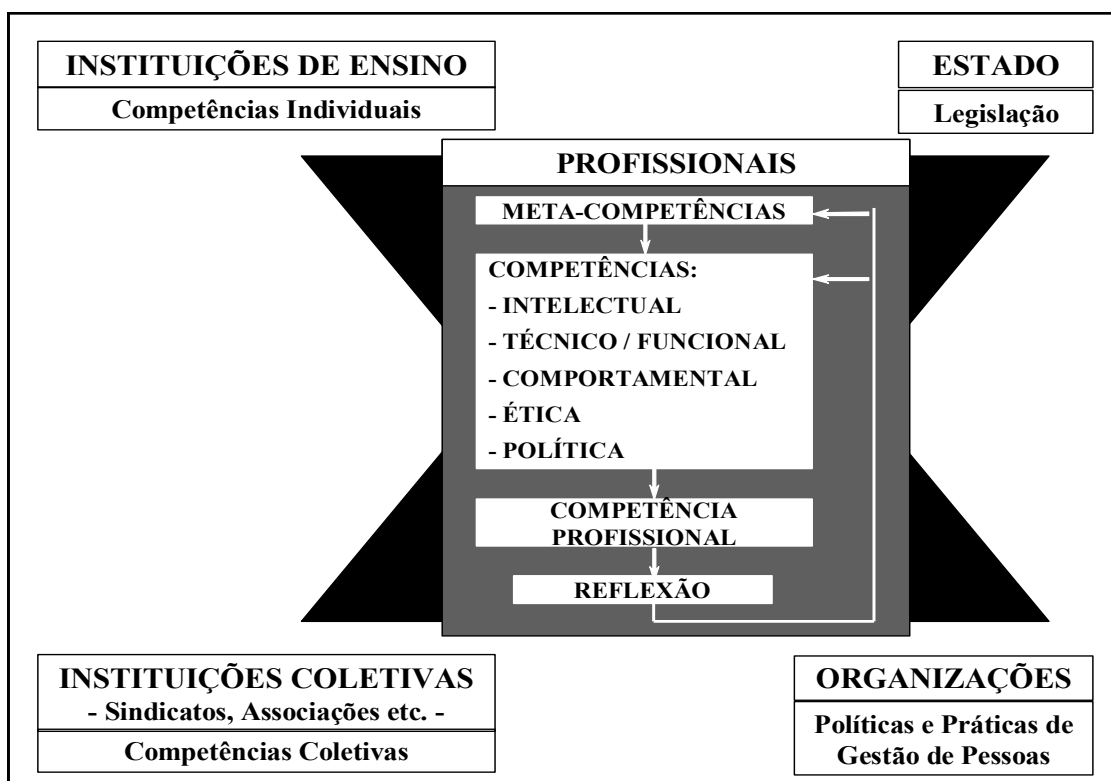 INSTITUIÇÕES DE ENSINO
Competências Individuais
ESTADO
Legislação
PROFISSIONAIS
META-COMPETÊNCIAS
COMPETÊNCIAS:
- INTELECTUAL
- TÉCNICO / FUNCIONAL
- COMPORTAMENTAL
- ÉTICA
- POLÍTICA
COMPETÊNCIA
PROFISSIONAL
REFLEXÃO
INSTITUIÇÕES COLETIVAS
- Sindicatos, Associações etc. -
Competências Coletivas
ORGANIZAÇÕES
Políticas e Práticas de
Gestão de Pessoas